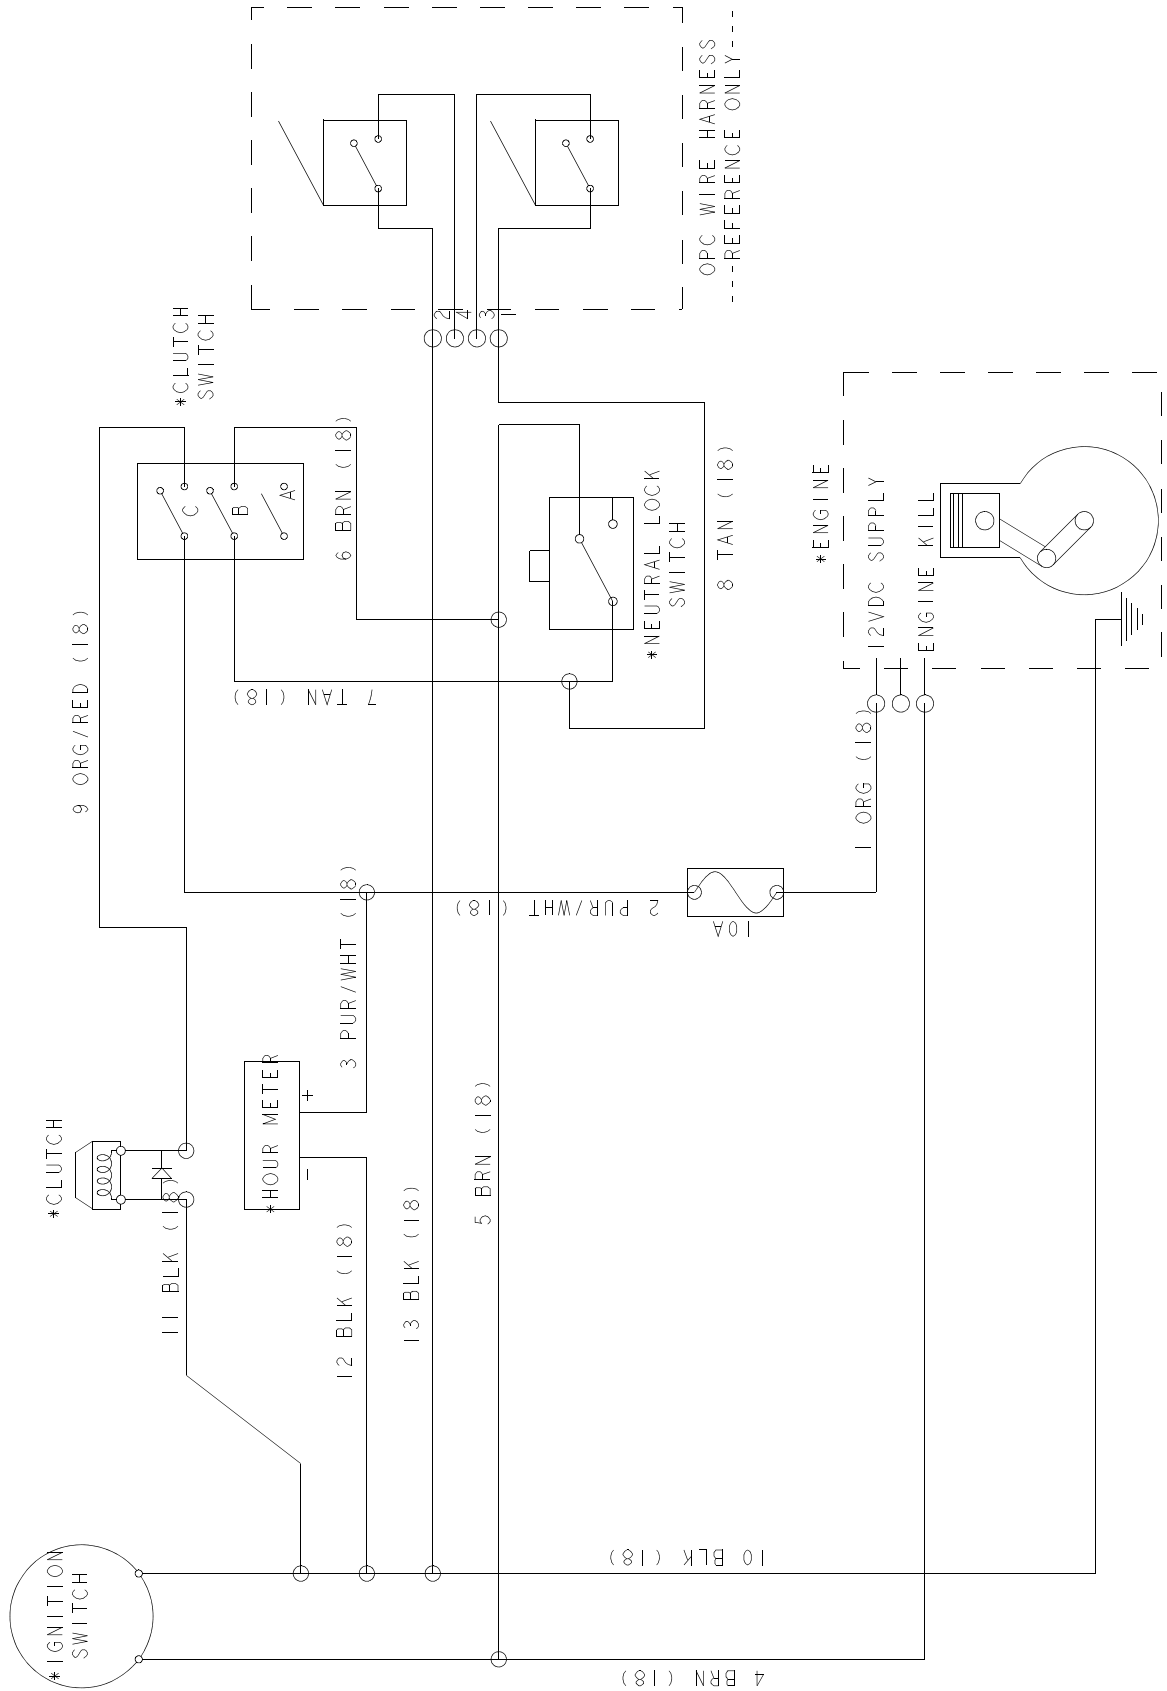 OPC WIRE HARNESS
----REFERENCE ONLY----
2
4
3
1
*CLUTCH
SWITCH
C
B
A
6 BRN (18)
*NEUTRAL LOCK
SWITCH
8 TAN (18)
*ENGINE
12VDC SUPPLY
ENGINE KILL
9 ORG/RED (18)
7 TAN (18)
1 ORG (18)
2 PUR/WHT (18)
10A
3 PUR/WHT (18)
*CLUTCH
*HOUR METER
+
–
11 BLK (18)
12 BLK (18)
13 BLK (18)
5 BRN (18)
*IGNITION
SWITCH
10 BLK (18)
4 BRN (18)